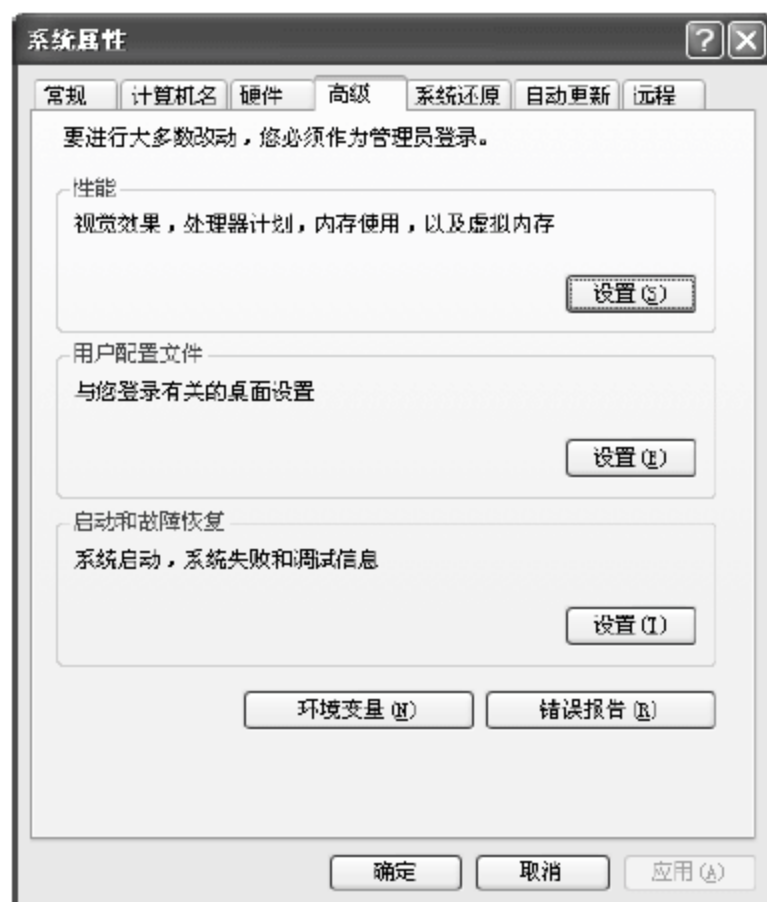 系统属性
常规 计算机名 硬件 高级 系统还原 自动更新 远程
要进行大多数改动，您必须作为管理员登录。
性能
视觉效果，处理器计划，内存使用，以及虚拟内存
设置(S)
用户配置文件
与您登录有关的桌面设置
设置(E)
启动和故障恢复
系统启动，系统失败和调试信息
设置(T)
环境变量(N) 错误报告(R)
确定 取消 应用(A)